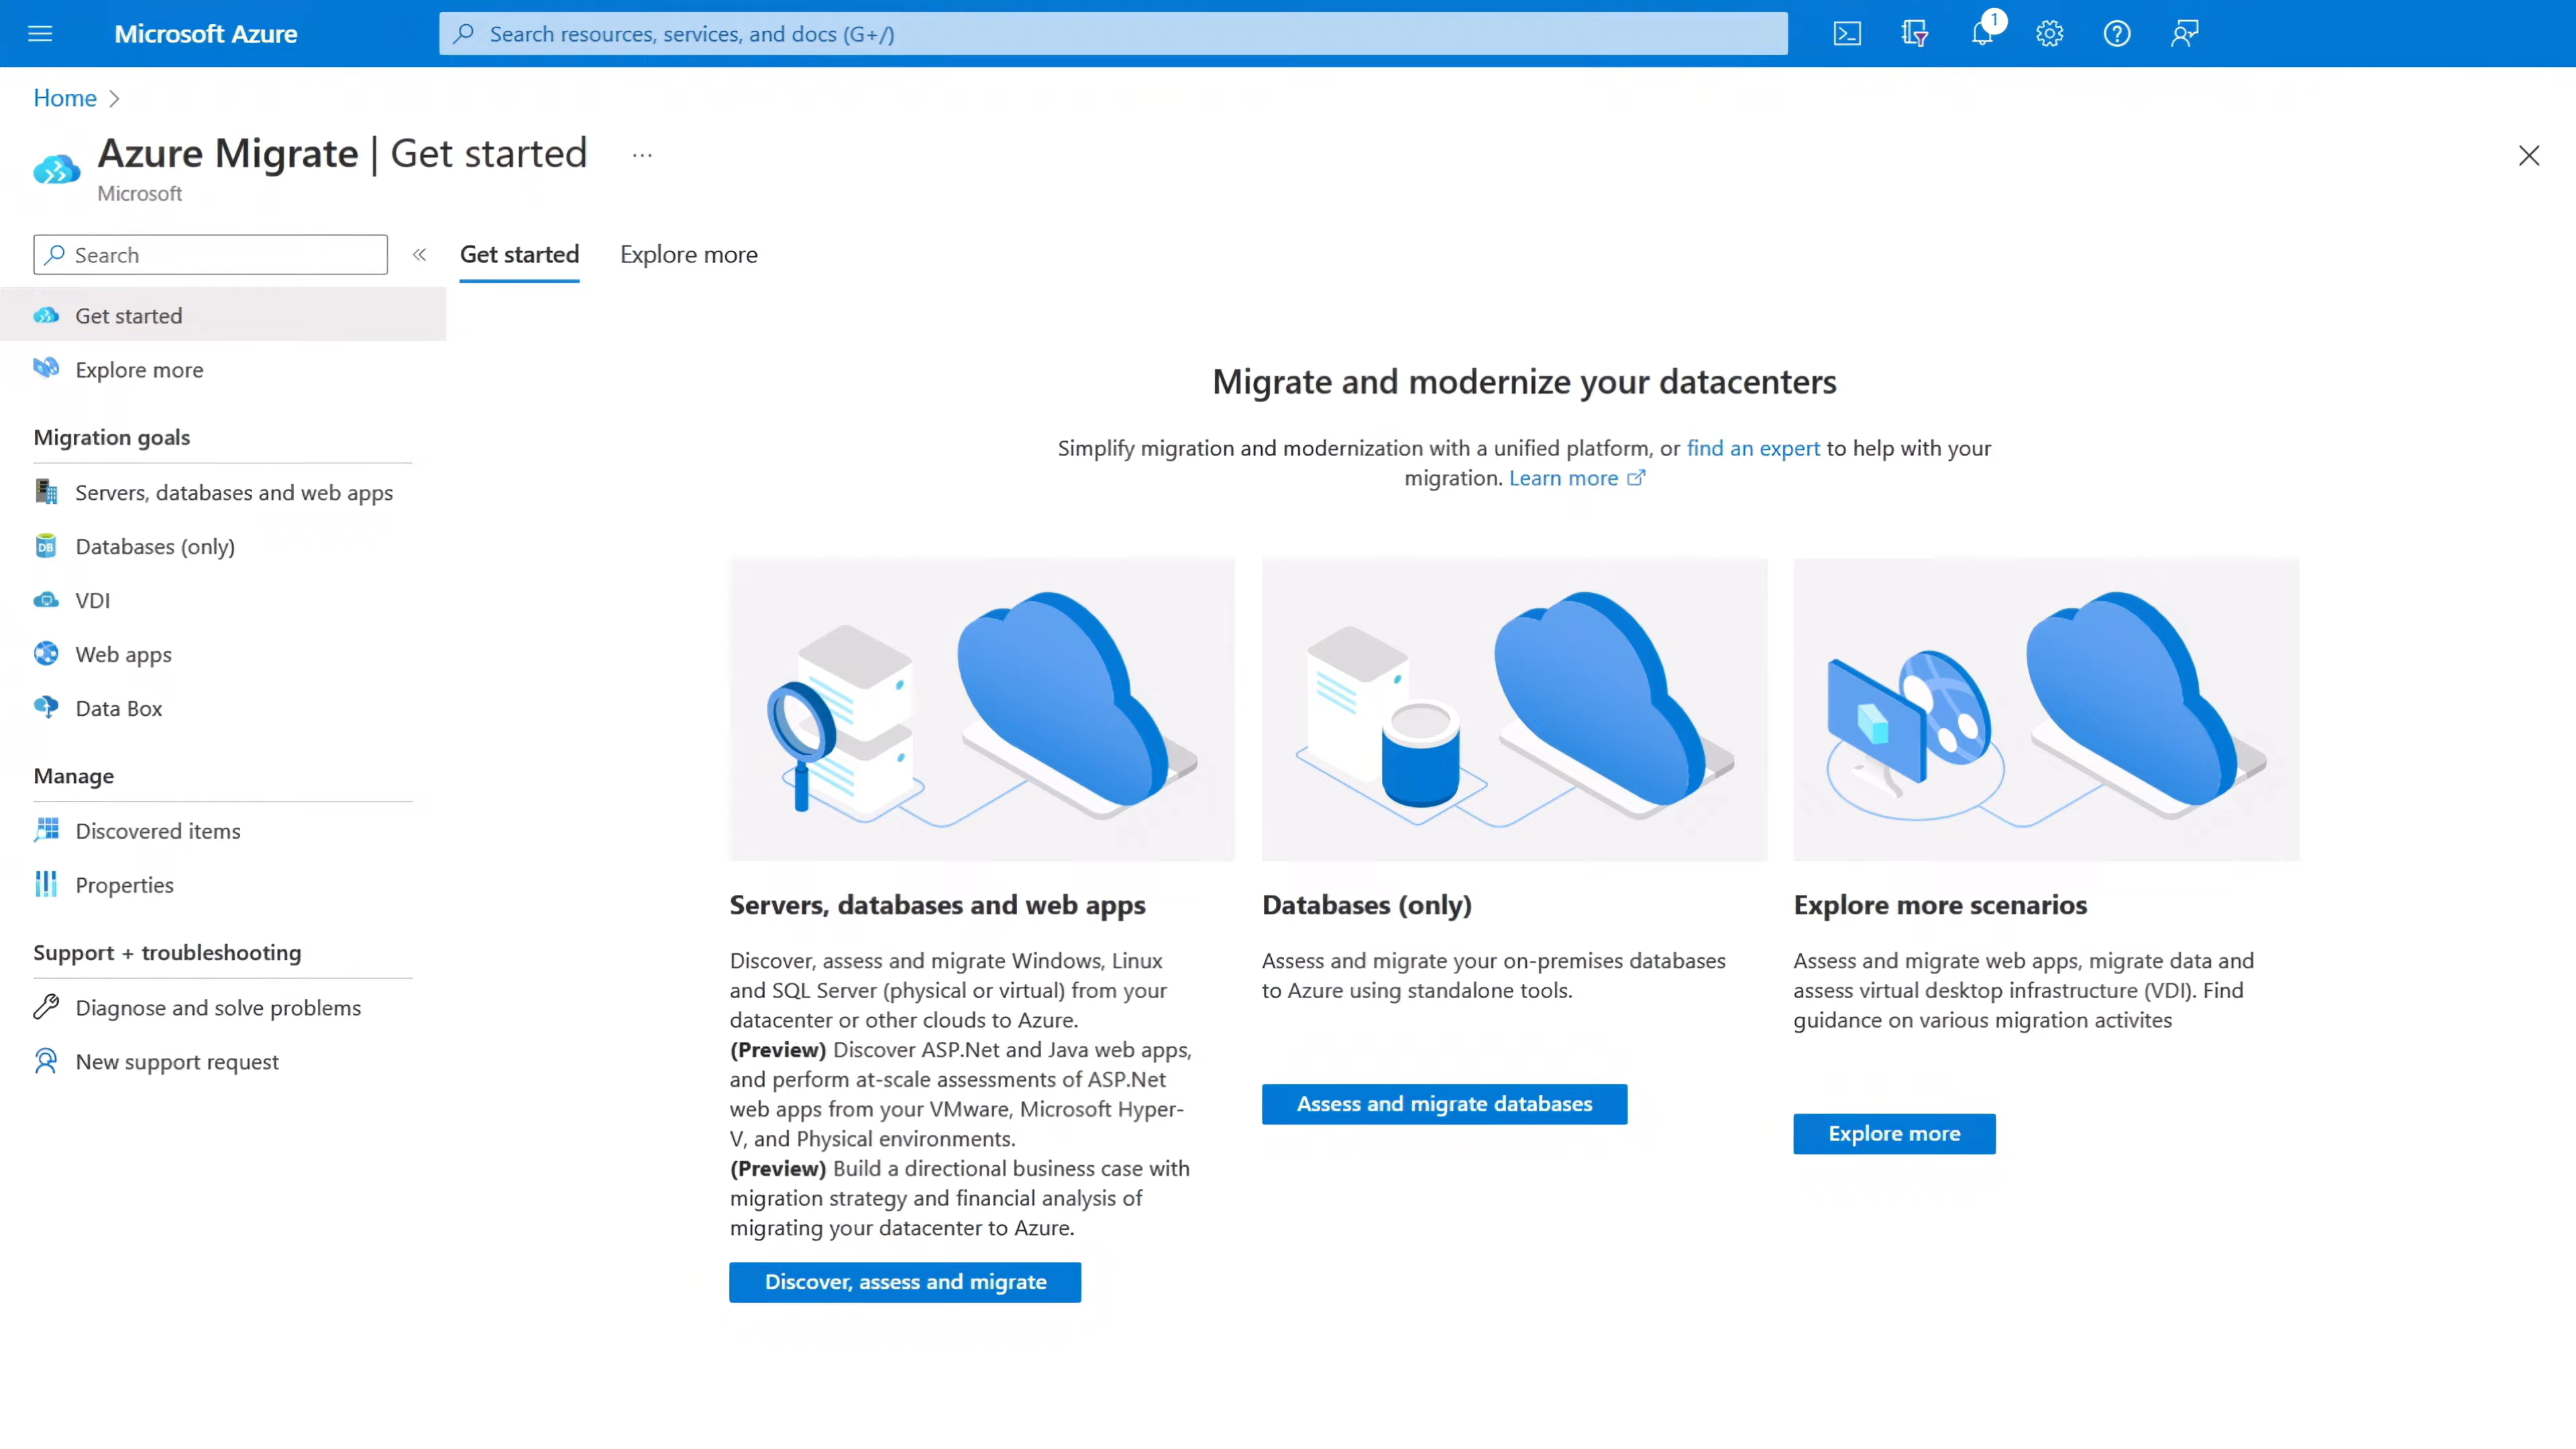 Microsoft Azure
Search resources, services, and docs (G+/)
1
Home
Azure Migrate | Get started
...
Microsoft
Search
Get started
Explore more
Get started
Explore more
Migration goals
Servers, databases and web apps
DB
Databases (only)
VDI
Web apps
Data Box
Manage
Discovered items
Properties
Support + troubleshooting
Diagnose and solve problems
New support request
Migrate and modernize your datacenters
Simplify migration and modernization with a unified platform, or find an expert to help with your
migration. Learn more
Servers, databases and web apps
Discover, assess and migrate Windows, Linux
and SQL Server (physical or virtual) from your
datacenter or other clouds to Azure.
(Preview) Discover ASP.Net and Java web apps,
and perform at-scale assessments of ASP.Net
web apps from your VMware, Microsoft Hyper-
V, and Physical environments.
(Preview) Build a directional business case with
migration strategy and financial analysis of
migrating your datacenter to Azure.
Discover, assess and migrate
Databases (only)
Assess and migrate your on-premises databases
to Azure using standalone tools.
Assess and migrate databases
Explore more scenarios
Assess and migrate web apps, migrate data and
assess virtual desktop infrastructure (VDI). Find
guidance on various migration activites
Explore more